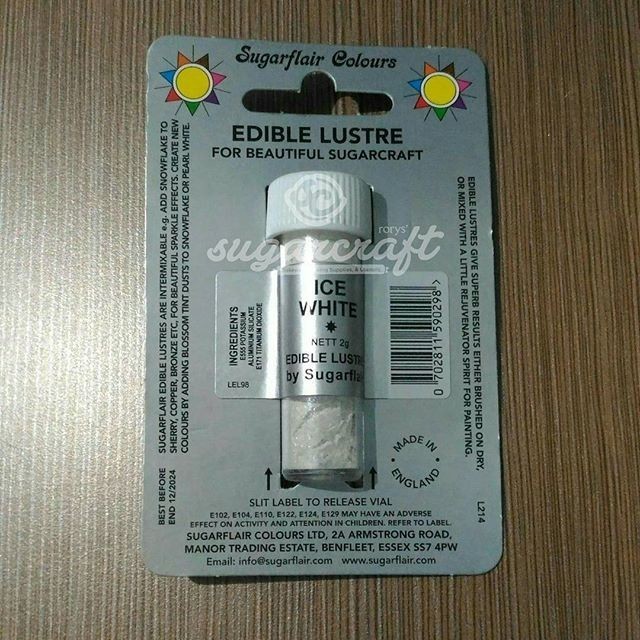 Sugarflair Colours
EDIBLE LUSTRE
FOR BEAUTIFUL SUGARCRAFT
SUGARFLAIR EDIBLE LUSTRES ARE INTERMIXABLE e.g. ADD SNOWFLAKE TO
SHERRY, COPPER, BRONZE ETC, FOR BEAUTIFUL SPARKLE EFFECTS. CREATE NEW
COLOURS BY ADDING BLOSSOM TINT DUSTS TO SNOWFLAKE OR PEARL WHITE.
EDIBLE LUSTRES GIVE SUPERB RESULTS EITHER BRUSHED ON DRY,
OR MIXED WITH A LITTLE REJUVENATOR SPIRIT FOR PAINTING.
rorys'
sugarcraft
Supplies, &
ICE
WHITE
NETT 2g
EDIBLE LUSTRE
by Sugarflair
INGREDIENTS
E555 POTASSIUM
ALUMINIUM SILICATE
E171 TITANIUM DIOXIDE
LEL98
0 702811 590298 >
MADE IN
ENGLAND
BEST BEFORE
END 12/2024
L214
SLIT LABEL TO RELEASE VIAL
E102, E104, E110, E122, E124, E129 MAY HAVE AN ADVERSE
EFFECT ON ACTIVITY AND ATTENTION IN CHILDREN. REFER TO LABEL.
SUGARFLAIR COLOURS LTD, 2A ARMSTRONG ROAD,
MANOR TRADING ESTATE, BENFLEET, ESSEX SS7 4PW
Email: info@sugarflair.com www.sugarflair.com